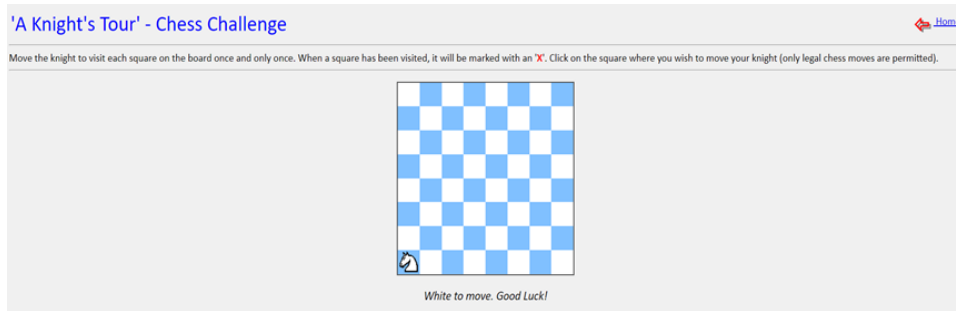 'A Knight's Tour' - Chess Challenge
Home
Move the knight to visit each square on the board once and only once. When a square has been visited, it will be marked with an 'X'. Click on the square where you wish to move your knight (only legal chess moves are permitted).
White to move. Good Luck!